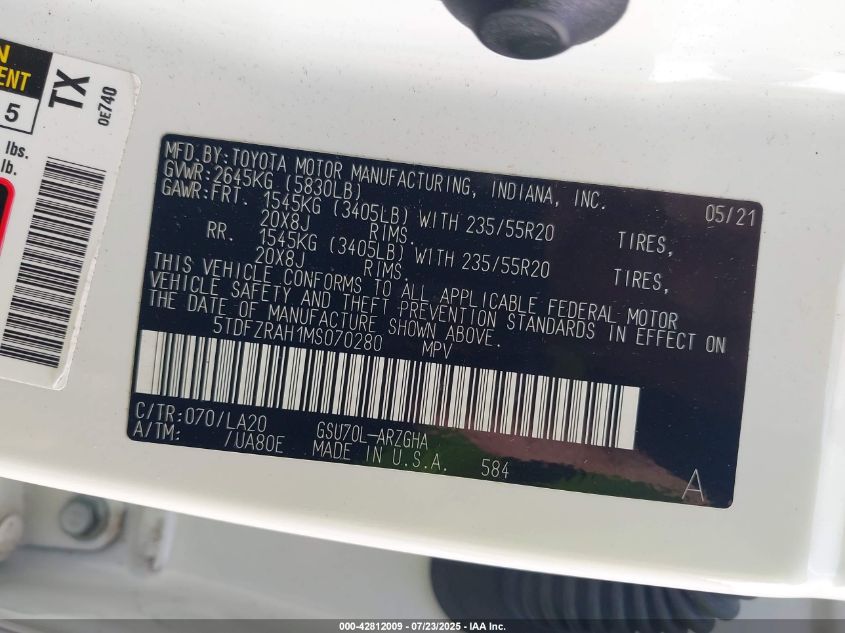 TX
0E740
5
lbs.
lb.
MFD.BY:TOYOTA MOTOR MANUFACTURING, INDIANA, INC. 05/21
GVWR:2645KG (5830LB)
GAWR:FRT. 1545KG (3405LB) WITH 235/55R20 TIRES,
20X8J RIMS.
RR. 1545KG (3405LB) WITH 235/55R20 TIRES,
20X8J RIMS.
THIS VEHICLE CONFORMS TO ALL APPLICABLE FEDERAL MOTOR
VEHICLE SAFETY AND THEFT PREVENTION STANDARDS IN EFFECT ON
THE DATE OF MANUFACTURE SHOWN ABOVE.
5TDFZRAH1MS070280 MPV
C/TR:070/LA20 GSU70L-ARZGHA
A/TM: /UA80E MADE IN U.S.A. 584
A
000-42812009 - 07/23/2025 - IAA Inc.